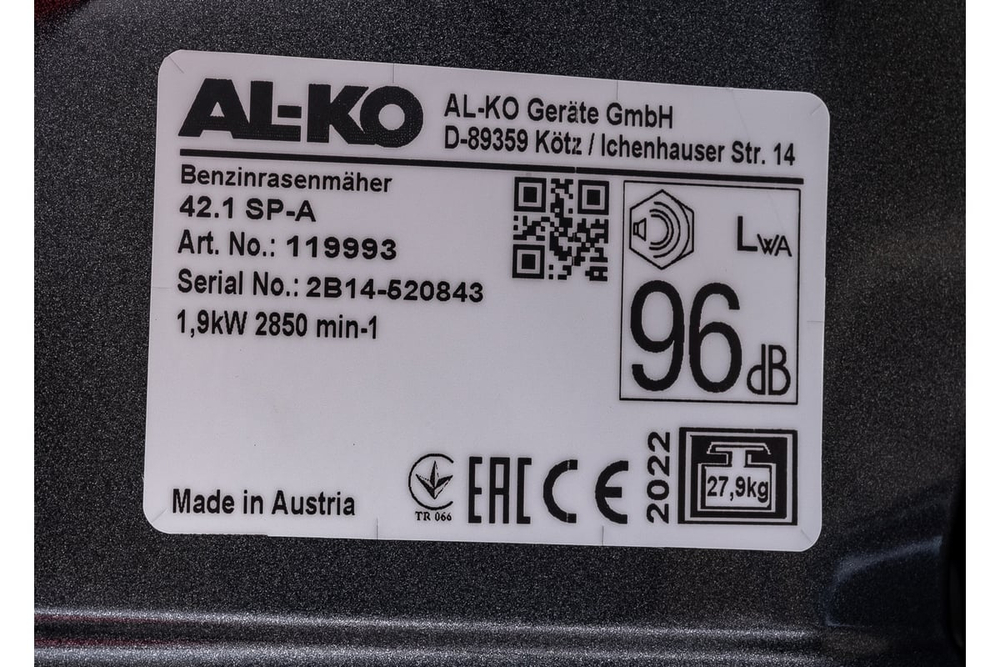 AL-KO
AL-KO Geräte GmbH
D-89359 Kötz / Ichenhauser Str. 14
Benzinrasenmäher
42.1 SP-A
Art. No.: 119993
Serial No.: 2B14-520843
1,9kW 2850 min-1
LWA
96 dB
Made in Austria
TR 066
EAC CE
2022
27,9kg